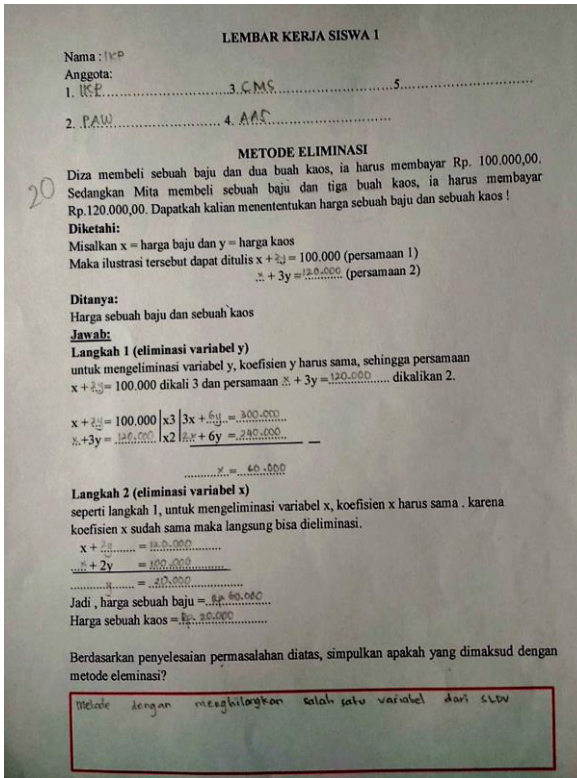 LEMBAR KERJA SISWA 1
Nama :
Anggota:
1. UKP.............................3. CMS.............................5.................................
2. PAW............................4. AAS...............................
METODE ELIMINASI
20
Diza membeli sebuah baju dan dua buah kaos, ia harus membayar Rp. 100.000,00.
Sedangkan Mita membeli sebuah baju dan tiga buah kaos, ia harus membayar
Rp.120.000,00. Dapatkah kalian menententukan harga sebuah baju dan sebuah kaos !
Diketahi:
Misalkan x = harga baju dan y = harga kaos
Maka ilustrasi tersebut dapat ditulis x + 2y = 100.000 (persamaan 1)
x + 3y = 120.000 (persamaan 2)
Ditanya:
Harga sebuah baju dan sebuah kaos
Jawab:
Langkah 1 (eliminasi variabel y)
untuk mengeliminasi variabel y, koefisien y harus sama, sehingga persamaan
x + 2y = 100.000 dikali 3 dan persamaan x + 3y = 120.000 ..... dikalikan 2.
x + 2y = 100.000 |x3| 3x + 6y = 300.000
x +3y = 120.000 |x2| 2x + 6y = 240.000
x = 60.000
Langkah 2 (eliminasi variabel x)
seperti langkah 1, untuk mengeliminasi variabel x, koefisien x harus sama . karena
koefisien x sudah sama maka langsung bisa dieliminasi.
x + 3y ........ = 120.000
x + 2y = 100.000
y = 20.000
Jadi , harga sebuah baju = Rp. 60.000
Harga sebuah kaos = Rp. 20.000
Berdasarkan penyelesaian permasalahan diatas, simpulkan apakah yang dimaksud dengan
metode eleminasi?
Metode dengan menghilangkan salah satu variabel dari SLDV